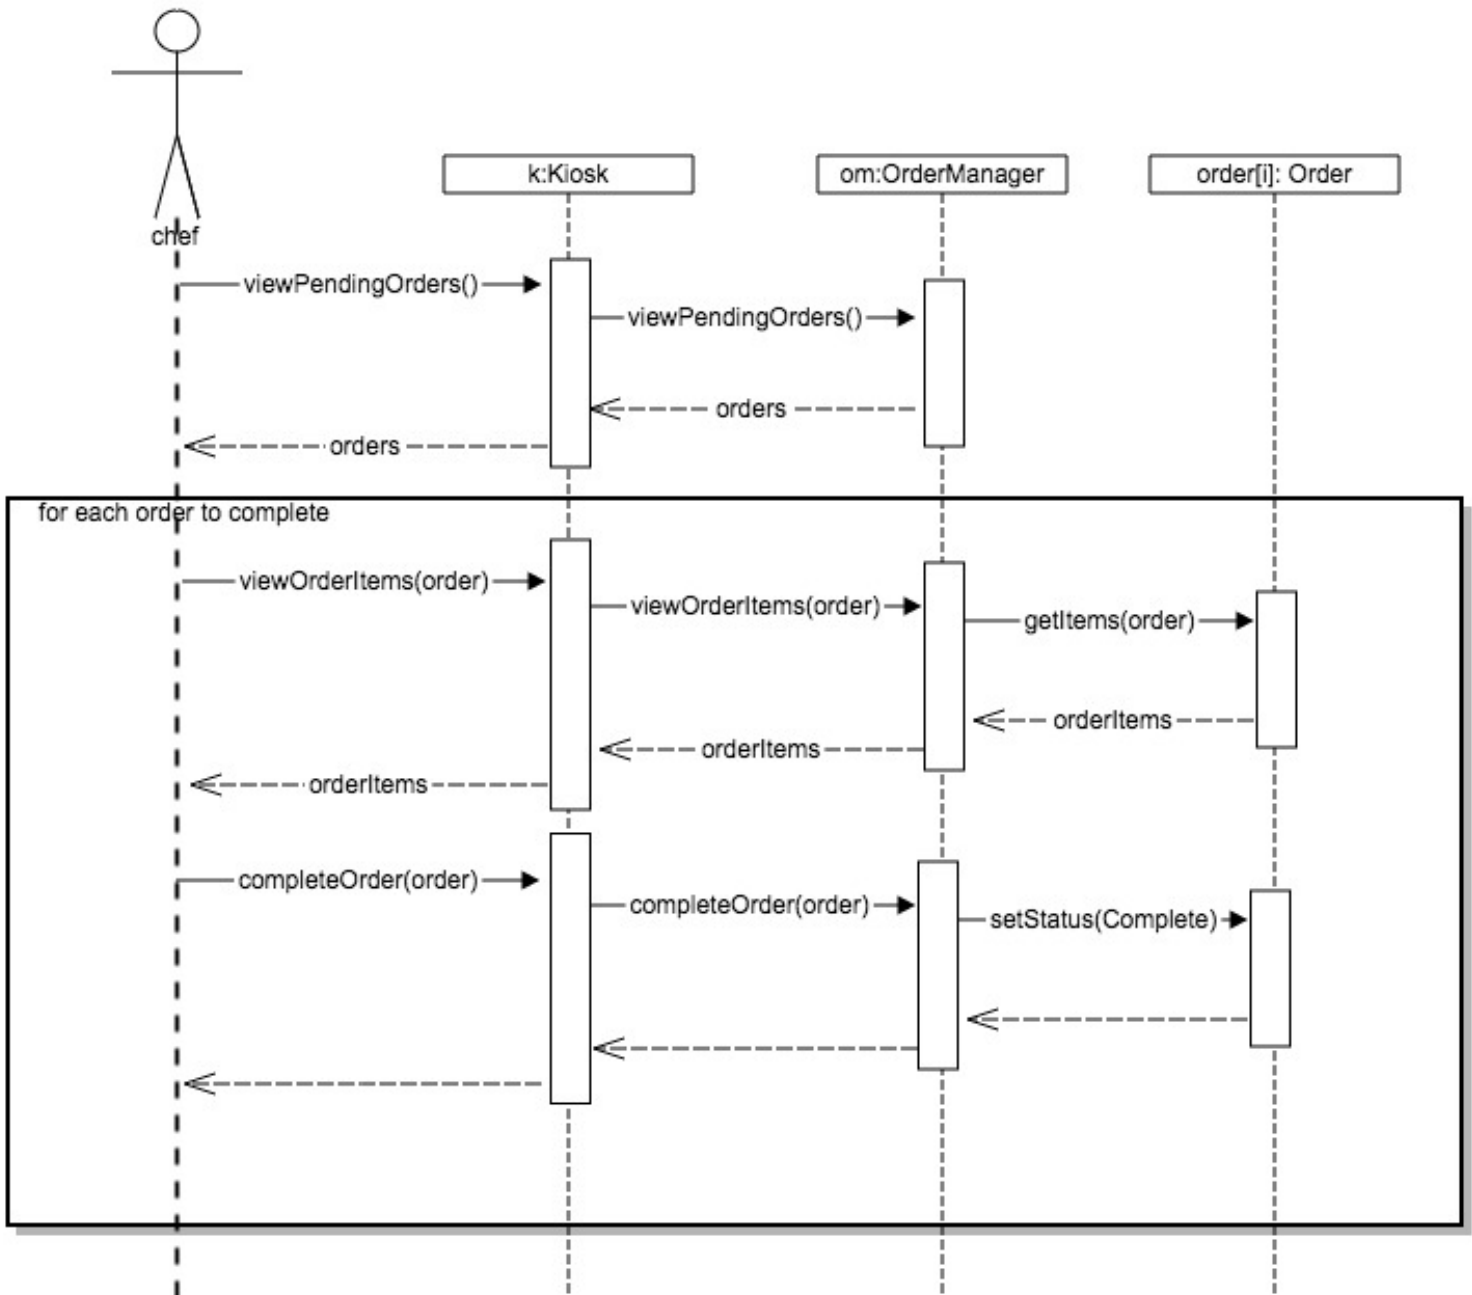 chef
k:Kiosk
om:OrderManager
order[i]: Order
viewPendingOrders()
viewPendingOrders()
orders
orders
for each order to complete
viewOrderItems(order)
viewOrderItems(order)
getItems(order)
orderItems
orderItems
orderItems
completeOrder(order)
completeOrder(order)
setStatus(Complete)